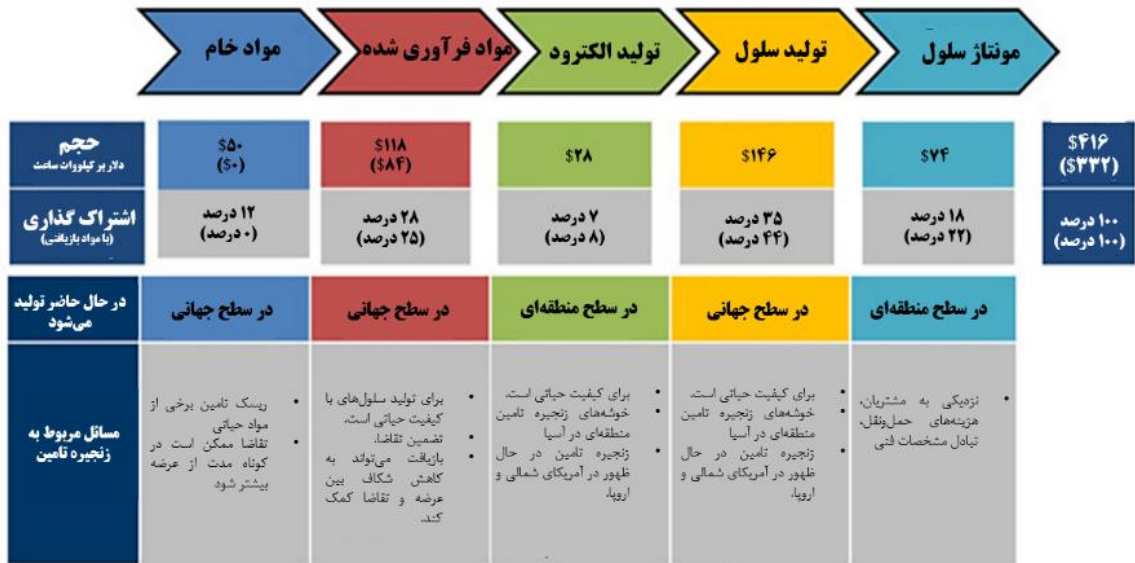 مواد خام
مواد فرآوری شده
تولید الکترود
تولید سلول
مونتاژ سلول
حجم
دلار بر کیلووات ساعت
$۵۰
($۰)
$۱۱۸
($۸۴)
$۲۸
$۱۴۶
$۷۴
$۴۱۶
($۳۳۲)
اشتراک گذاری
(با مواد بازیافتی)
۱۲ درصد
(۰ درصد)
۲۸ درصد
(۲۵ درصد)
۷ درصد
(۸ درصد)
۳۵ درصد
(۴۴ درصد)
۱۸ درصد
(۲۲ درصد)
۱۰۰ درصد
(۱۰۰ درصد)
در حال حاضر تولید
می‌شود
در سطح جهانی
در سطح جهانی
در سطح منطقه‌ای
در سطح جهانی
در سطح منطقه‌ای
مسائل مربوط به
زنجیره تامین
• ریسک تامین برخی از
مواد حیاتی
• تقاضا ممکن است در
کوتاه مدت از عرضه
بیشتر شود
• برای تولید سلول‌های با
کیفیت حیاتی است.
• تضمین تقاضا.
• بازیافت می‌تواند به
کاهش شکاف بین
عرضه و تقاضا کمک
کند.
• برای کیفیت حیاتی است.
• خوشه‌های زنجیره تامین
منطقه‌ای در آسیا
• زنجیره تامین در حال
ظهور در آمریکای شمالی و
اروپا.
• برای کیفیت حیاتی است.
• خوشه‌های زنجیره تامین
منطقه‌ای در آسیا
• زنجیره تامین در حال
ظهور در آمریکای شمالی و
اروپا.
• نزدیکی به مشتریان،
هزینه‌های حمل‌ونقل،
تبادل مشخصات فنی